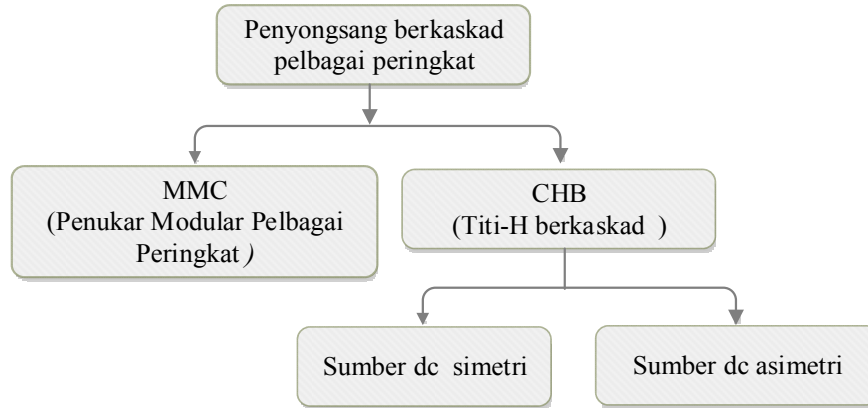 Penyongsang berkaskad
pelbagai peringkat
MMC
(Penukar Modular Pelbagai
Peringkat)
CHB
(Titi-H berkaskad )
Sumber dc simetri
Sumber dc asimetri